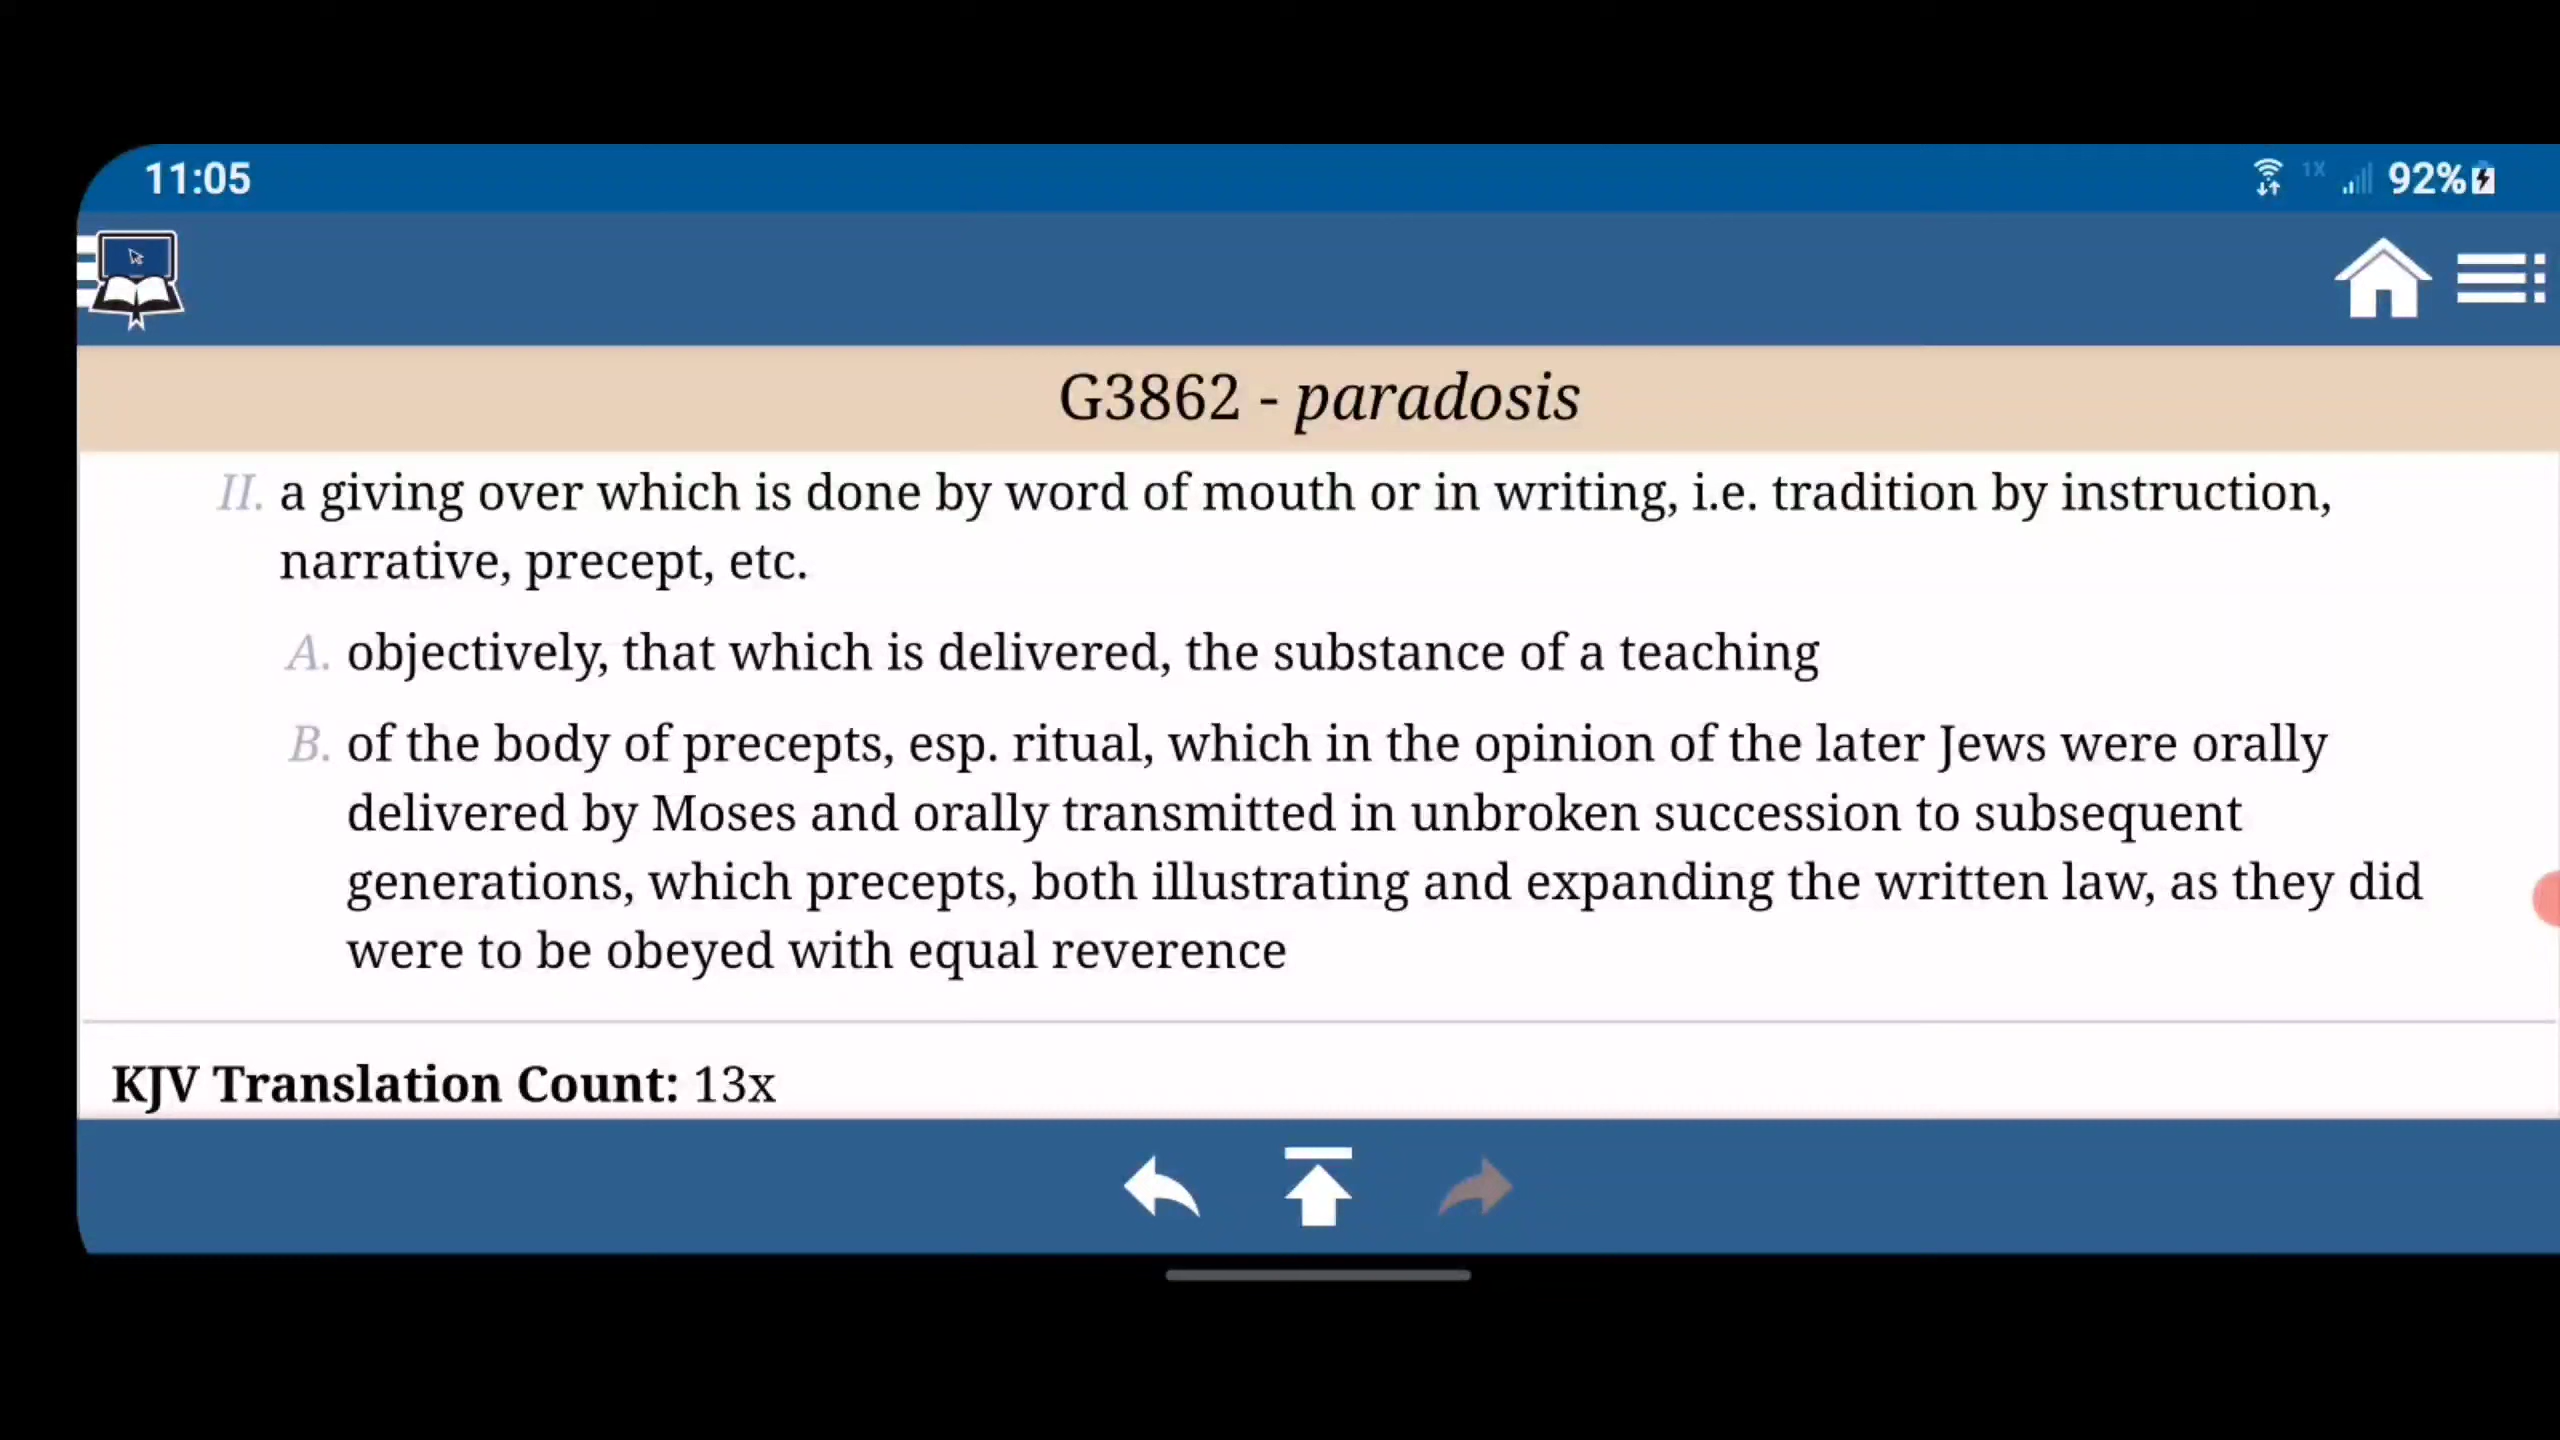 11:05
1X
92%
G3862 - paradosis
II. a giving over which is done by word of mouth or in writing, i.e. tradition by instruction,
narrative, precept, etc.
A. objectively, that which is delivered, the substance of a teaching
B. of the body of precepts, esp. ritual, which in the opinion of the later Jews were orally
delivered by Moses and orally transmitted in unbroken succession to subsequent
generations, which precepts, both illustrating and expanding the written law, as they did
were to be obeyed with equal reverence
KJV Translation Count: 13x